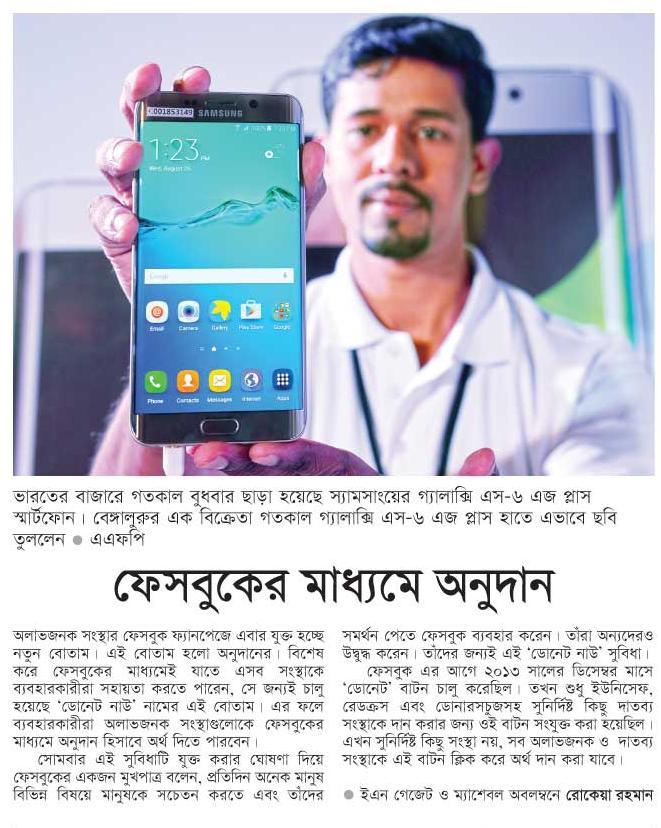 001853149 SAMSUNG
1:23 PM
Wed, August 26
Google
Email Camera Gallery Play Store Google
Phone Contacts Messages Internet Apps
ভারতের বাজারে গতকাল বুধবার ছাড়া হয়েছে স্যামসাংয়ের গ্যালাক্সি এস-৬ এজ প্লাস
স্মার্টফোন। বেঙ্গালুরুর এক বিক্রেতা গতকাল গ্যালাক্সি এস-৬ এজ প্লাস হাতে এভাবে ছবি
তুললেন ● এএফপি
ফেসবুকের মাধ্যমে অনুদান
অলাভজনক সংস্থার ফেসবুক ফ্যানপেজে এবার যুক্ত হচ্ছে
নতুন বোতাম। এই বোতাম হলো অনুদানের। বিশেষ
করে ফেসবুকের মাধ্যমেই যাতে এসব সংস্থাকে
ব্যবহারকারীরা সহায়তা করতে পারেন, সে জন্যই চালু
হয়েছে ‘ডোনেট নাউ’ নামের এই বোতাম। এর ফলে
ব্যবহারকারীরা অলাভজনক সংস্থাগুলোকে ফেসবুকের
মাধ্যমে অনুদান হিসাবে অর্থ দিতে পারবেন।
সোমবার এই সুবিধাটি যুক্ত করার ঘোষণা দিয়ে
ফেসবুকের একজন মুখপাত্র বলেন, প্রতিদিন অনেক মানুষ
বিভিন্ন বিষয়ে মানুষকে সচেতন করতে এবং তাঁদের
সমর্থন পেতে ফেসবুক ব্যবহার করেন। তাঁরা অন্যদেরও
উদ্বুদ্ধ করেন। তাঁদের জন্যই এই ‘ডোনেট নাউ’ সুবিধা।
ফেসবুক এর আগে ২০১৩ সালের ডিসেম্বর মাসে
‘ডোনেট’ বাটন চালু করেছিল। তখন শুধু ইউনিসেফ,
রেডক্রস এবং ডোনারসচুজসহ সুনির্দিষ্ট কিছু দাতব্য
সংস্থাকে দান করার জন্য ওই বাটন সংযুক্ত করা হয়েছিল।
এখন সুনির্দিষ্ট কিছু সংস্থা নয়, সব অলাভজনক ও দাতব্য
সংস্থাকে এই বাটন ক্লিক করে অর্থ দান করা যাবে।
● ইএন গেজেট ও ম্যাশেবল অবলম্বনে রোকেয়া রহমান